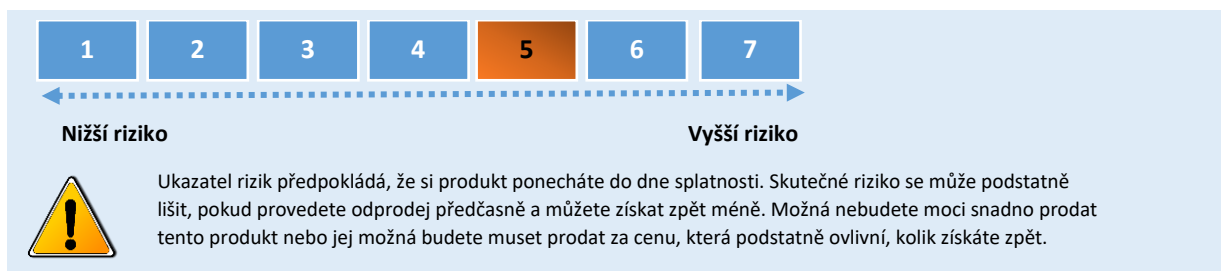 1 2 3 4 5 6 7
Nižší riziko Vyšší riziko
Ukazatel rizik předpokládá, že si produkt ponecháte do dne splatnosti. Skutečné riziko se může podstatně
lišit, pokud provedete odprodej předčasně a můžete získat zpět méně. Možná nebudete moci snadno prodat
tento produkt nebo jej možná budete muset prodat za cenu, která podstatně ovlivní, kolik získáte zpět.